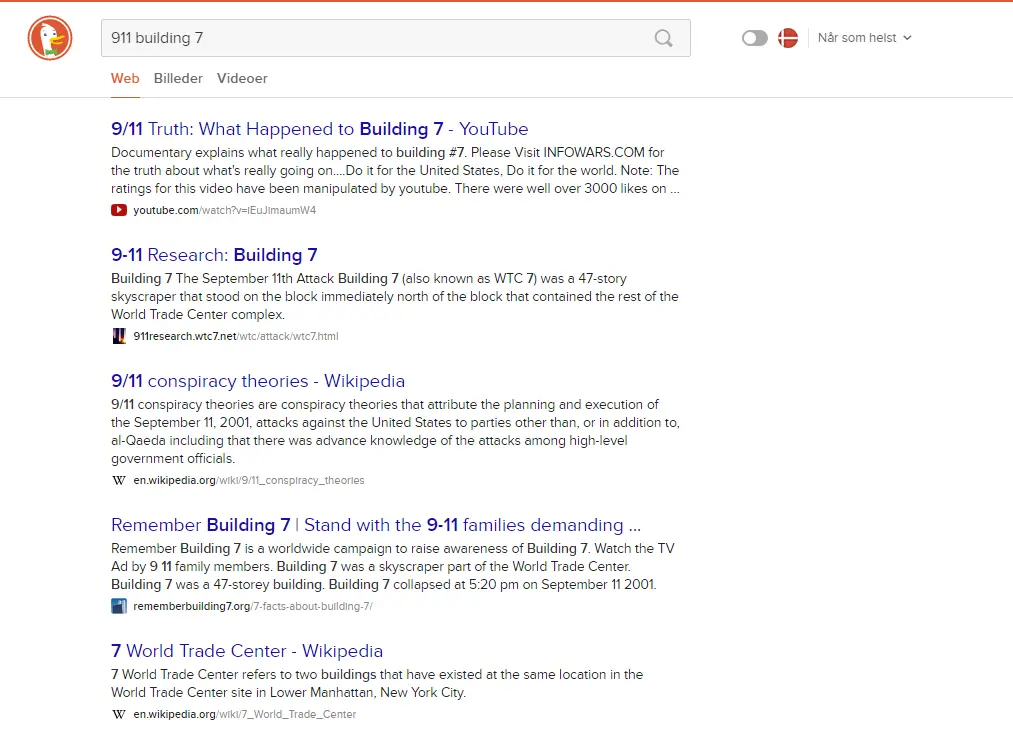 911 building 7
Når som helst
Web Billeder Videoer
9/11 Truth: What Happened to Building 7 - YouTube
Documentary explains what really happened to building #7. Please Visit INFOWARS.COM for
the truth about what's really going on....Do it for the United States, Do it for the world. Note: The
ratings for this video have been manipulated by youtube. There were well over 3000 likes on ...
youtube.com/watch?v=iEuJimaumW4
9-11 Research: Building 7
Building 7 The September 11th Attack Building 7 (also known as WTC 7) was a 47-story
skyscraper that stood on the block immediately north of the block that contained the rest of the
World Trade Center complex.
911research.wtc7.net/wtc/attack/wtc7.html
9/11 conspiracy theories - Wikipedia
9/11 conspiracy theories are conspiracy theories that attribute the planning and execution of
the September 11, 2001, attacks against the United States to parties other than, or in addition to,
al-Qaeda including that there was advance knowledge of the attacks among high-level
government officials.
W en.wikipedia.org/wiki/9/11_conspiracy_theories
Remember Building 7 | Stand with the 9-11 families demanding ...
Remember Building 7 is a worldwide campaign to raise awareness of Building 7. Watch the TV
Ad by 9 11 family members. Building 7 was a skyscraper part of the World Trade Center.
Building 7 was a 47-storey building. Building 7 collapsed at 5:20 pm on September 11 2001.
rememberbuilding7.org/7-facts-about-building-7/
7 World Trade Center - Wikipedia
7 World Trade Center refers to two buildings that have existed at the same location in the
World Trade Center site in Lower Manhattan, New York City.
W en.wikipedia.org/wiki/7_World_Trade_Center